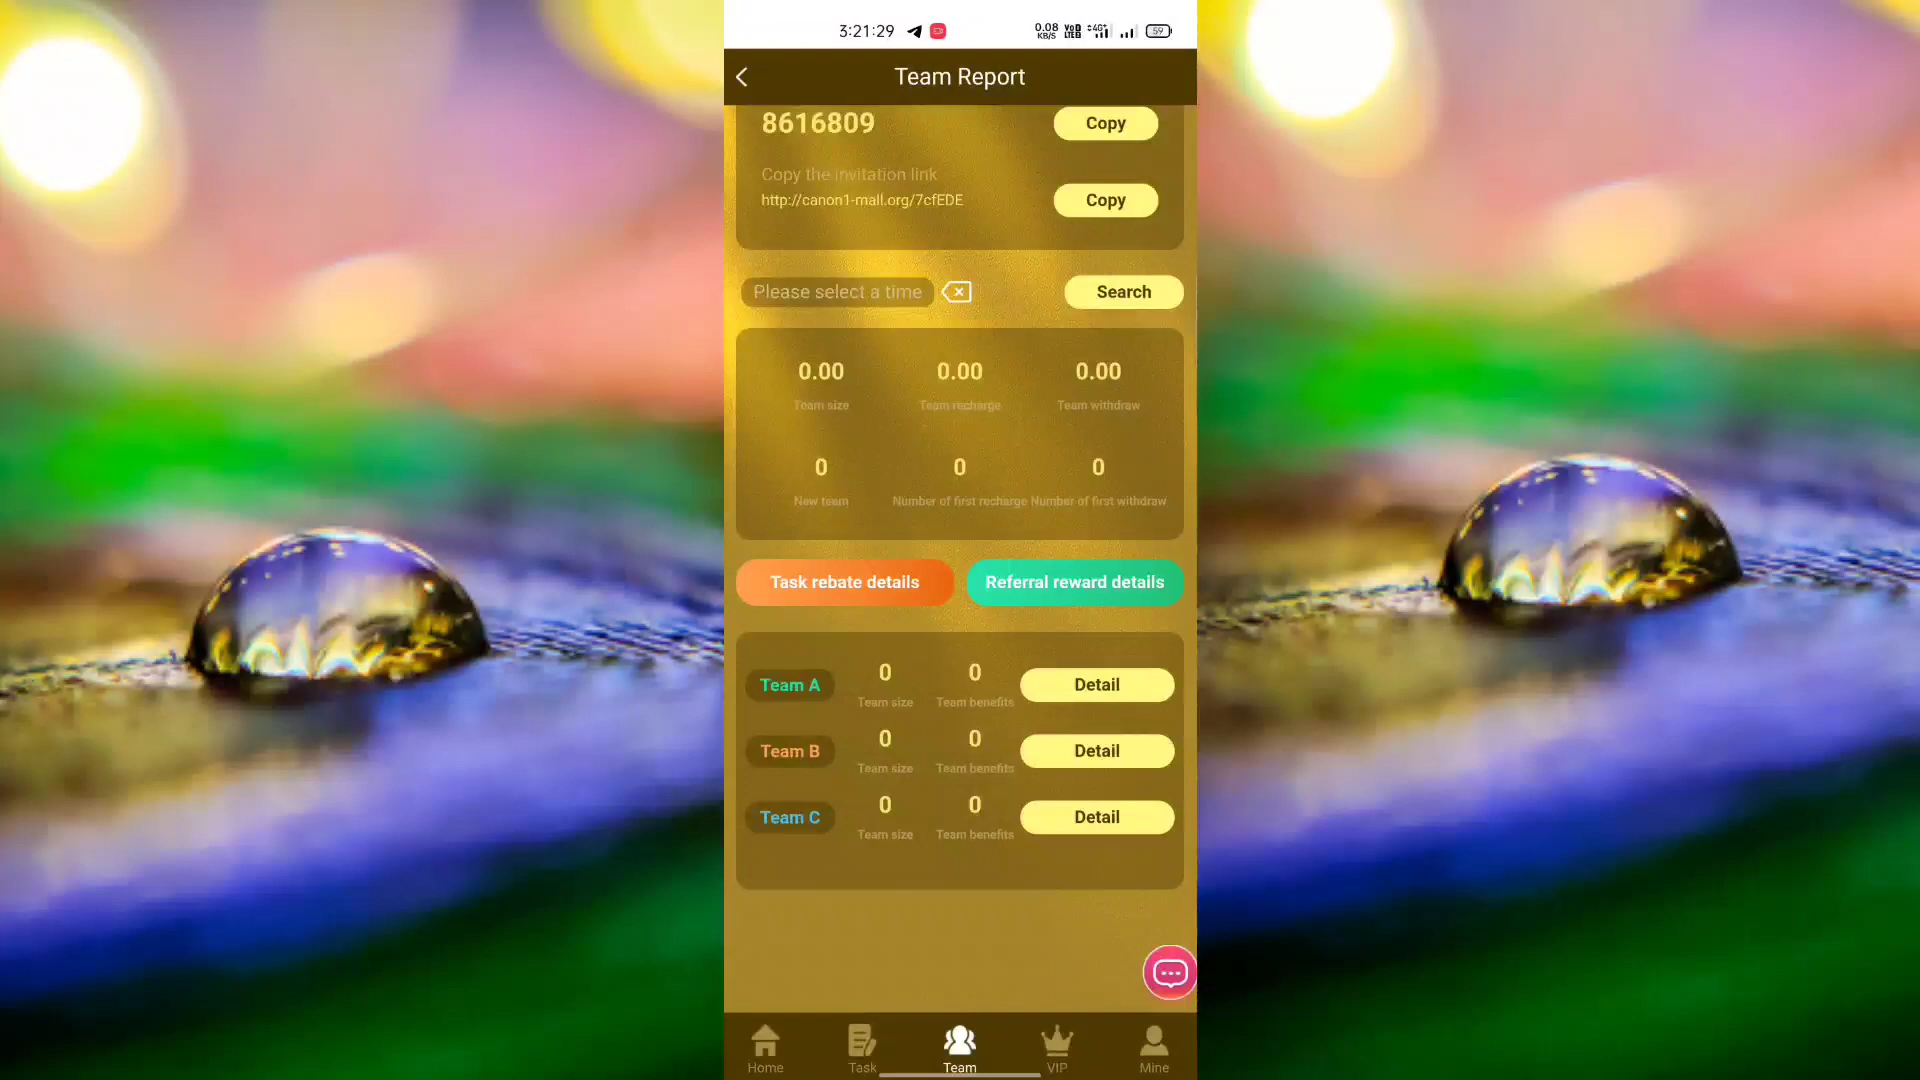 3:21:29
0.08 KB/S VoD LTE 4G+ 59
Team Report
8616809
Copy
Copy the invitation link
http://canon1-mall.org/7cfEDE
Copy
Please select a time
Search
0.00 0.00 0.00
Team size Team recharge Team withdraw
0 0 0
New team Number of first recharge Number of first withdraw
Task rebate details Referral reward details
Team A 0 Team size 0 Team benefits Detail
Team B 0 Team size 0 Team benefits Detail
Team C 0 Team size 0 Team benefits Detail
Home Task Team VIP Mine